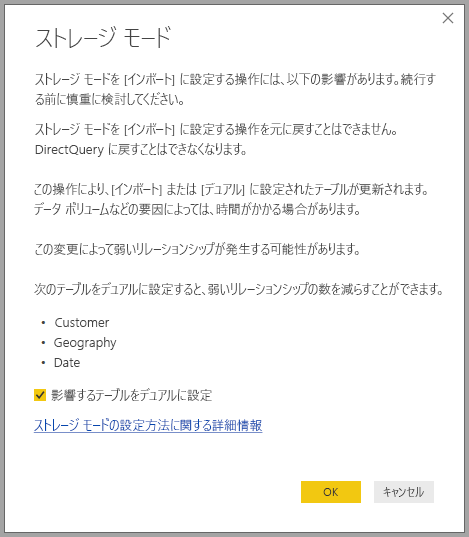 ストレージ モード
ストレージ モードを [インポート] に設定する操作には、以下の影響があります。続行す
る前に慎重に検討してください。
ストレージ モードを [インポート] に設定する操作を元に戻すことはできません。
DirectQuery に戻すことはできなくなります。
この操作により、[インポート] または [デュアル] に設定されたテーブルが更新されます。
データ ボリュームなどの要因によっては、時間がかかる場合があります。
この変更によって弱いリレーションシップが発生する可能性があります。
次のテーブルをデュアルに設定すると、弱いリレーションシップの数を減らすことができます。
• Customer
• Geography
• Date
影響するテーブルをデュアルに設定
ストレージ モードの設定方法に関する詳細情報
OK
キャンセル